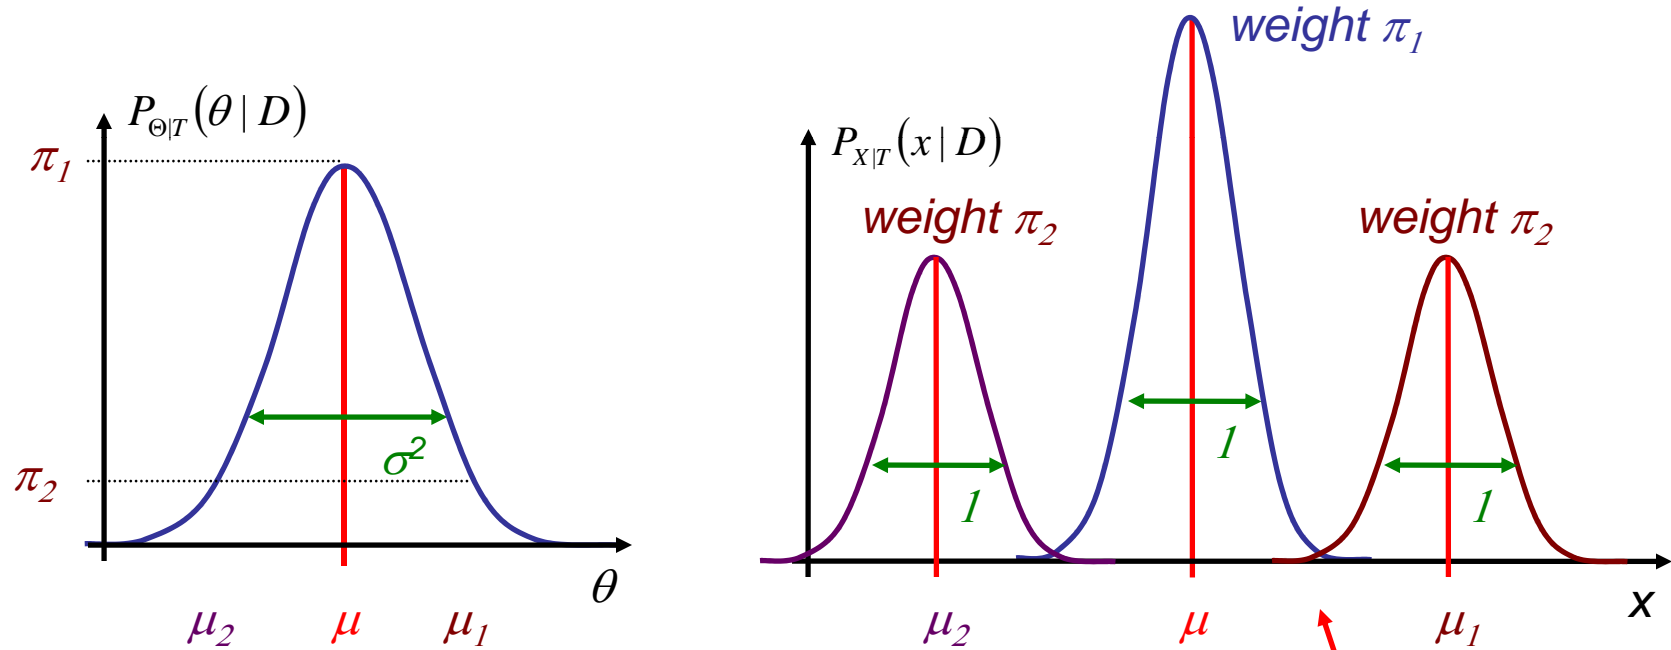 weight π₁
P_{Θ|T}(θ | D)
P_{X|T}(x | D)
π₁
weight π₂
weight π₂
σ²
1
π₂
1
1
θ
x
μ₂
μ
μ₁
μ₂
μ
μ₁